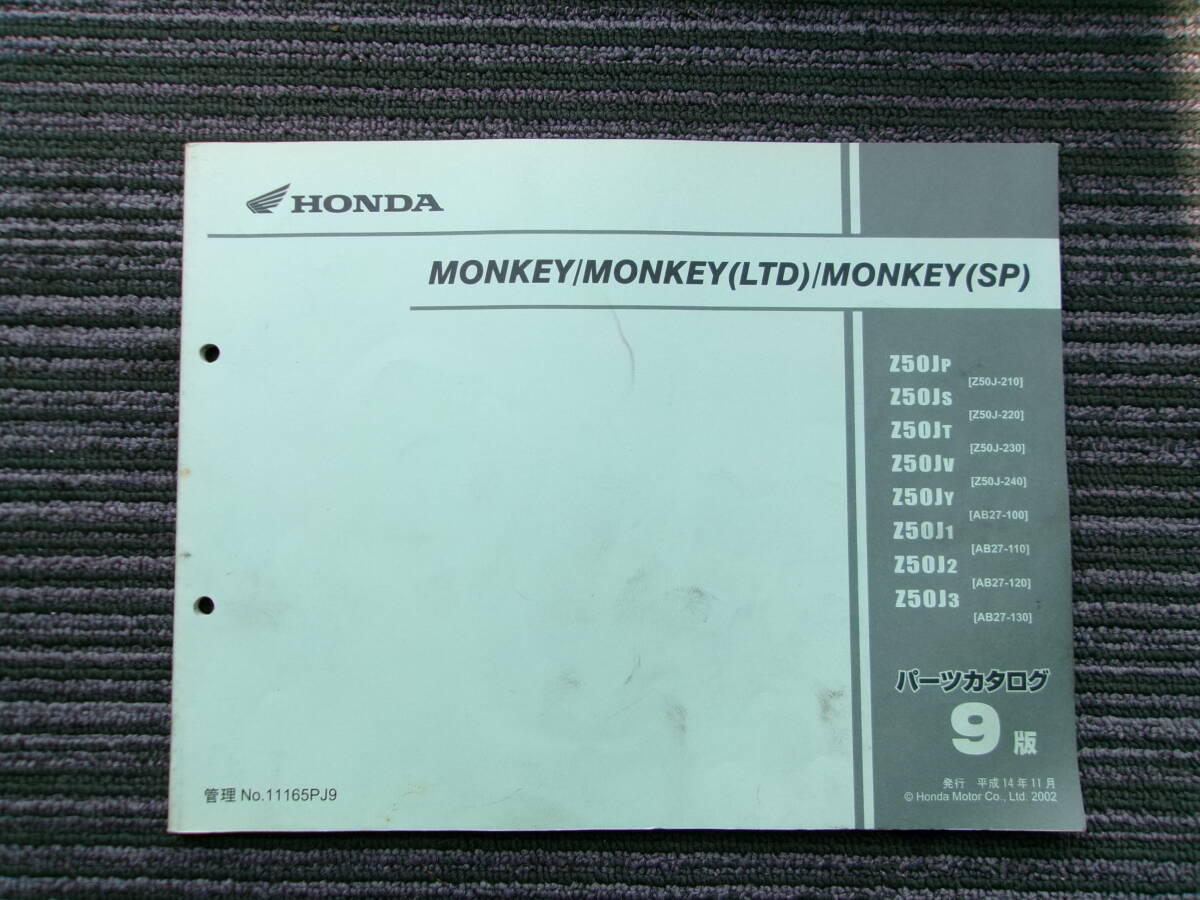 HONDA
MONKEY/MONKEY(LTD)/MONKEY(SP)
Z50JP
[Z50J-210]
Z50JS
[Z50J-220]
Z50JT
[Z50J-230]
Z50JV
[Z50J-240]
Z50JY
[AB27-100]
Z50J1
[AB27-110]
Z50J2
[AB27-120]
Z50J3
[AB27-130]
パーツカタログ
9版
発行 平成14年11月
© Honda Motor Co., Ltd. 2002
管理 No.11165PJ9